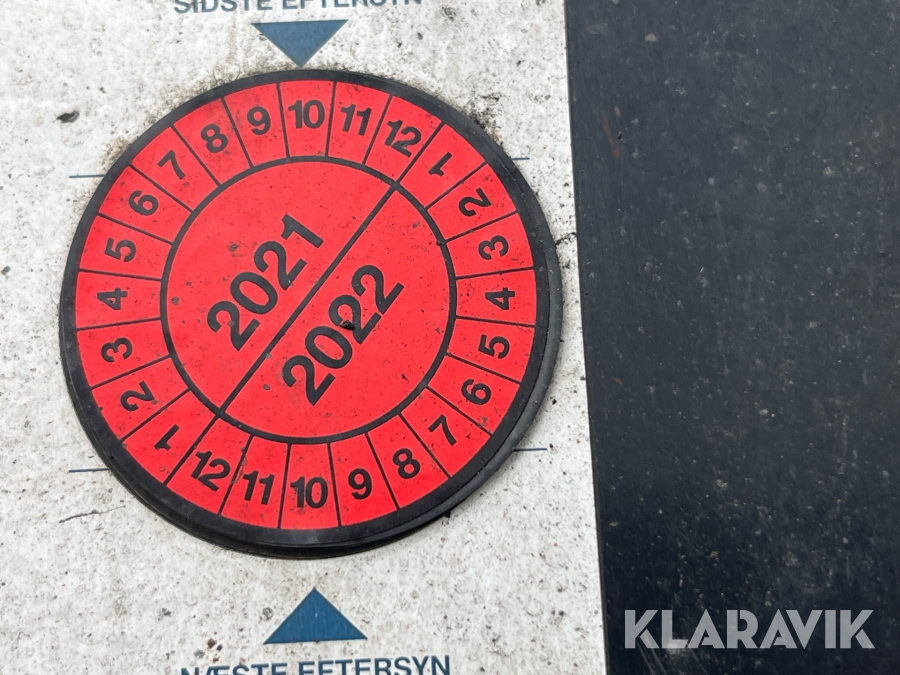 SIDSTE EFTERSYN
1 2 3 4 5 6 7 8 9 10 11 12
2021
2022
1 2 3 4 5 6 7 8 9 10 11 12
NÆSTE EFTERSYN
KLARAVIK